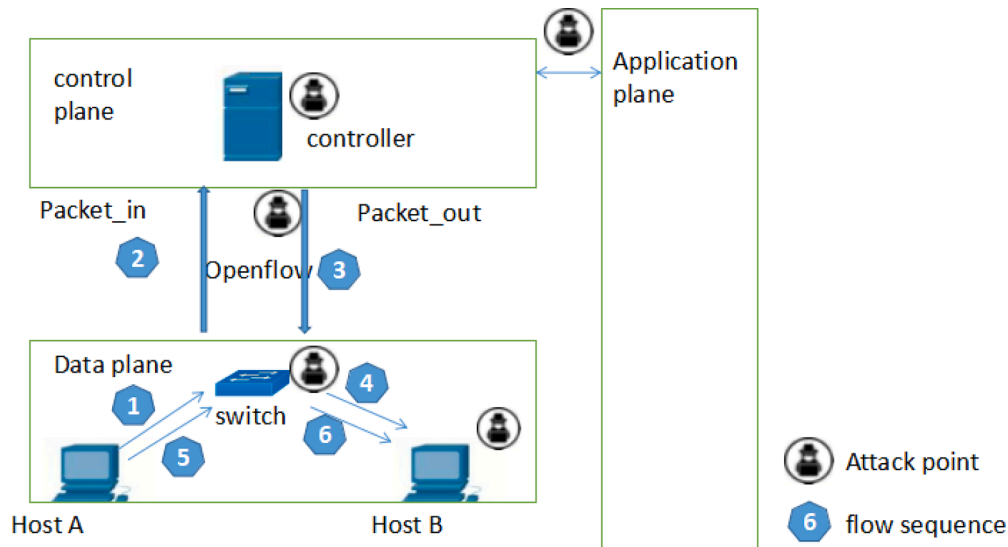 control
plane
controller
Application
plane
Packet_in
Packet_out
2
Openflow
3
Data plane
1
4
switch
5
6
Host A
Host B
Attack point
6
flow sequence